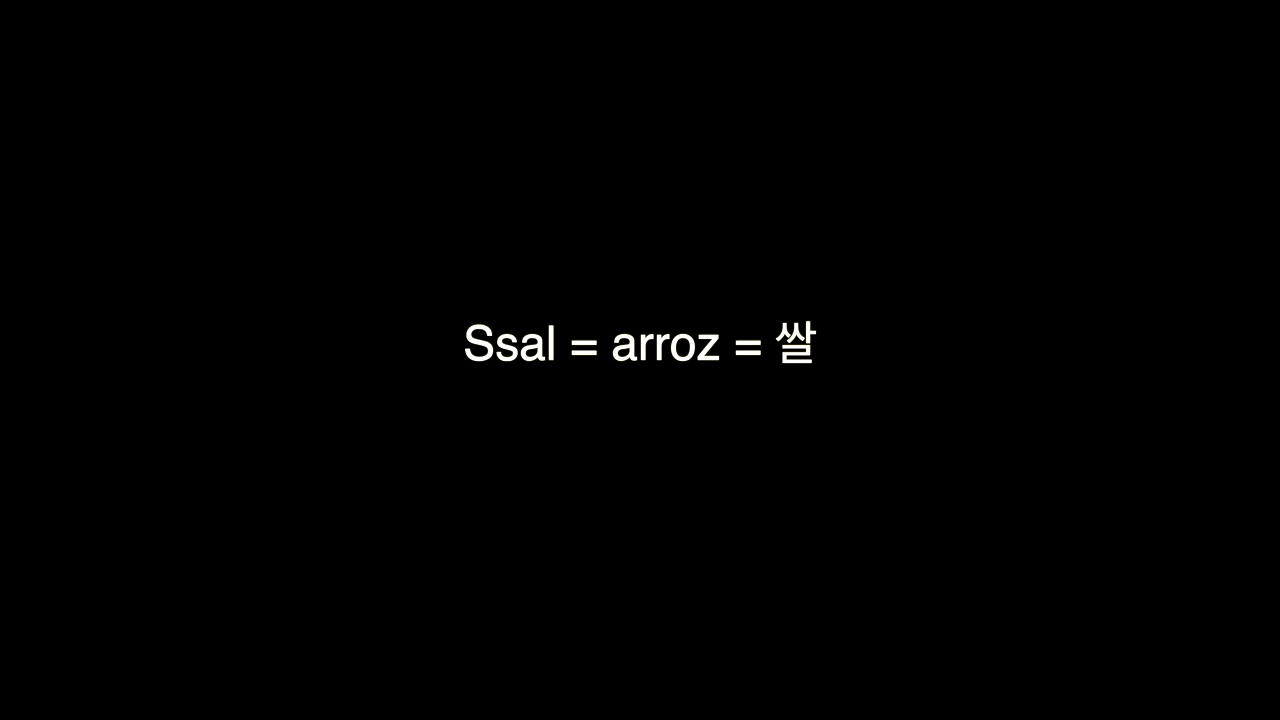 Ssal = arroz = 쌀